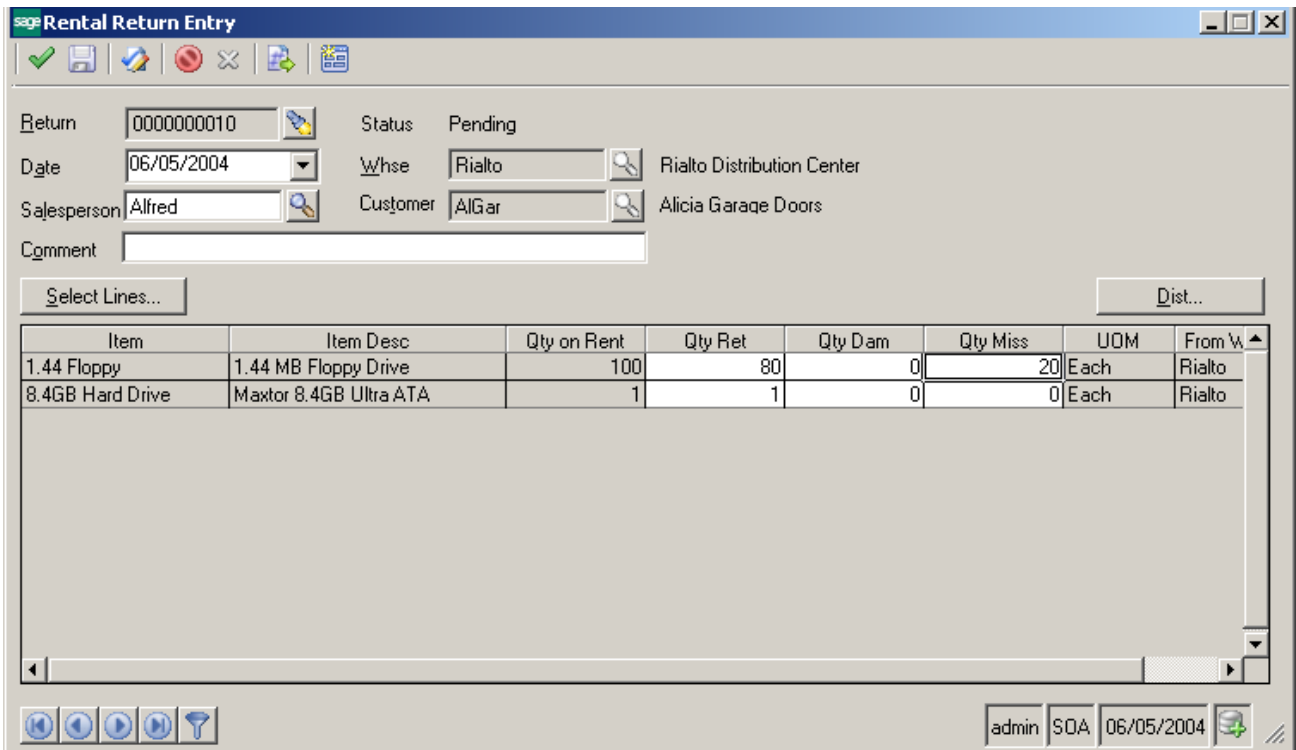 sage Rental Return Entry
Return 0000000010 Status Pending
Date 06/05/2004 Whse Rialto Rialto Distribution Center
Salesperson Alfred Customer AlGar Alicia Garage Doors
Comment
Select Lines... Dist...
Item Item Desc Qty on Rent Qty Ret Qty Dam Qty Miss UOM From W
1.44 Floppy 1.44 MB Floppy Drive 100 80 0 20 Each Rialto
8.4GB Hard Drive Maxtor 8.4GB Ultra ATA 1 1 0 0 Each Rialto
admin SOA 06/05/2004